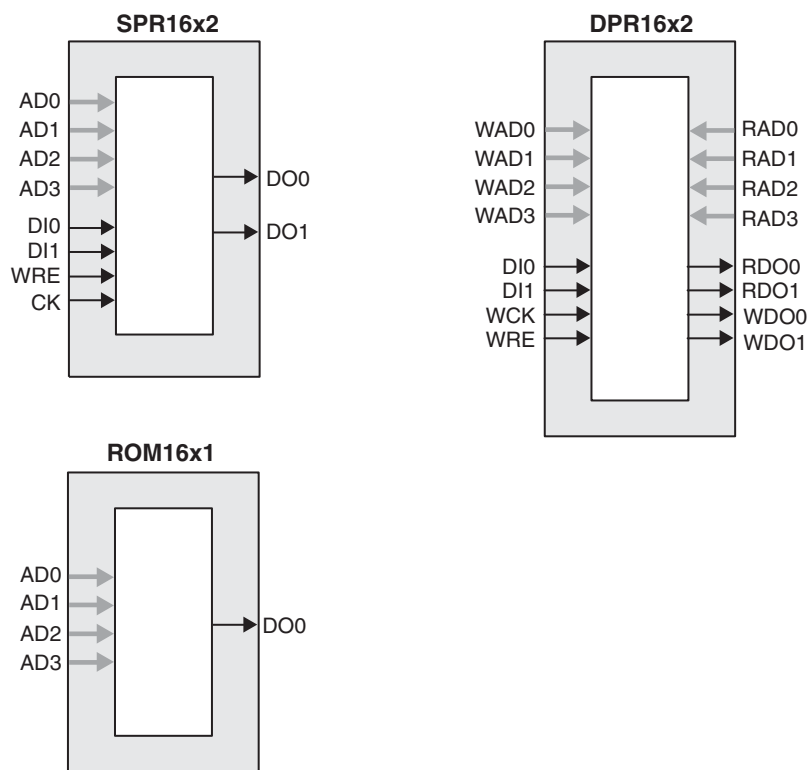 SPR16x2
AD0
AD1
AD2
AD3
DI0
DI1
WRE
CK
DO0
DO1
DPR16x2
WAD0
WAD1
WAD2
WAD3
DI0
DI1
WCK
WRE
RAD0
RAD1
RAD2
RAD3
RDO0
RDO1
WDO0
WDO1
ROM16x1
AD0
AD1
AD2
AD3
DO0